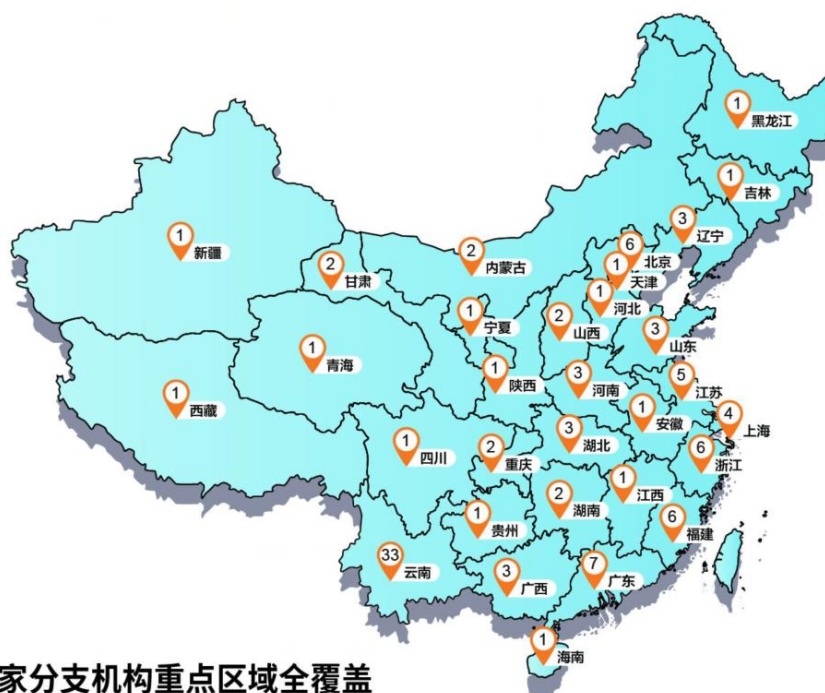 1
黑龙江
1
吉林
3
辽宁
6
北京
1
天津
1
新疆
2
内蒙古
2
甘肃
1
河北
1
宁夏
2
山西
3
山东
1
青海
1
陕西
3
河南
5
江苏
1
西藏
1
安徽
4
上海
1
四川
2
重庆
3
湖北
6
浙江
1
贵州
2
湖南
1
江西
6
福建
33
云南
3
广西
7
广东
1
海南
家分支机构重点区域全覆盖